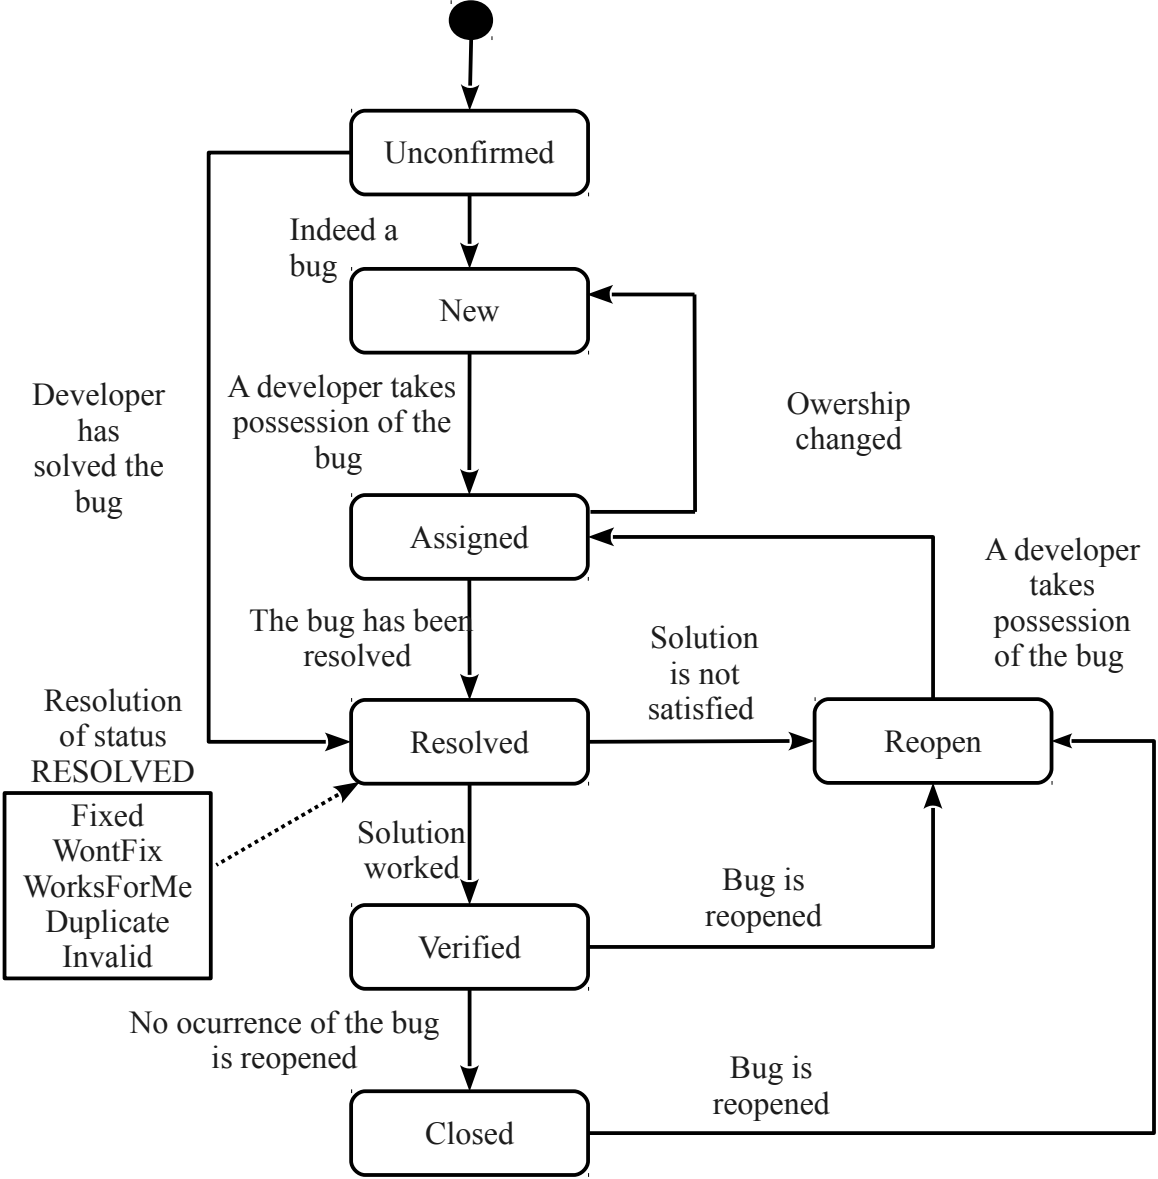 Unconfirmed
Indeed a
bug
New
Developer
has
solved the
bug
A developer takes
possession of the
bug
Owership
changed
Assigned
A developer
takes
possession
of the bug
The bug has been
resolved
Solution
is not
satisfied
Resolution
of status
RESOLVED
Resolved
Reopen
Fixed
WontFix
WorksForMe
Duplicate
Invalid
Solution
worked
Bug is
reopened
Verified
No ocurrence of the bug
is reopened
Bug is
reopened
Closed